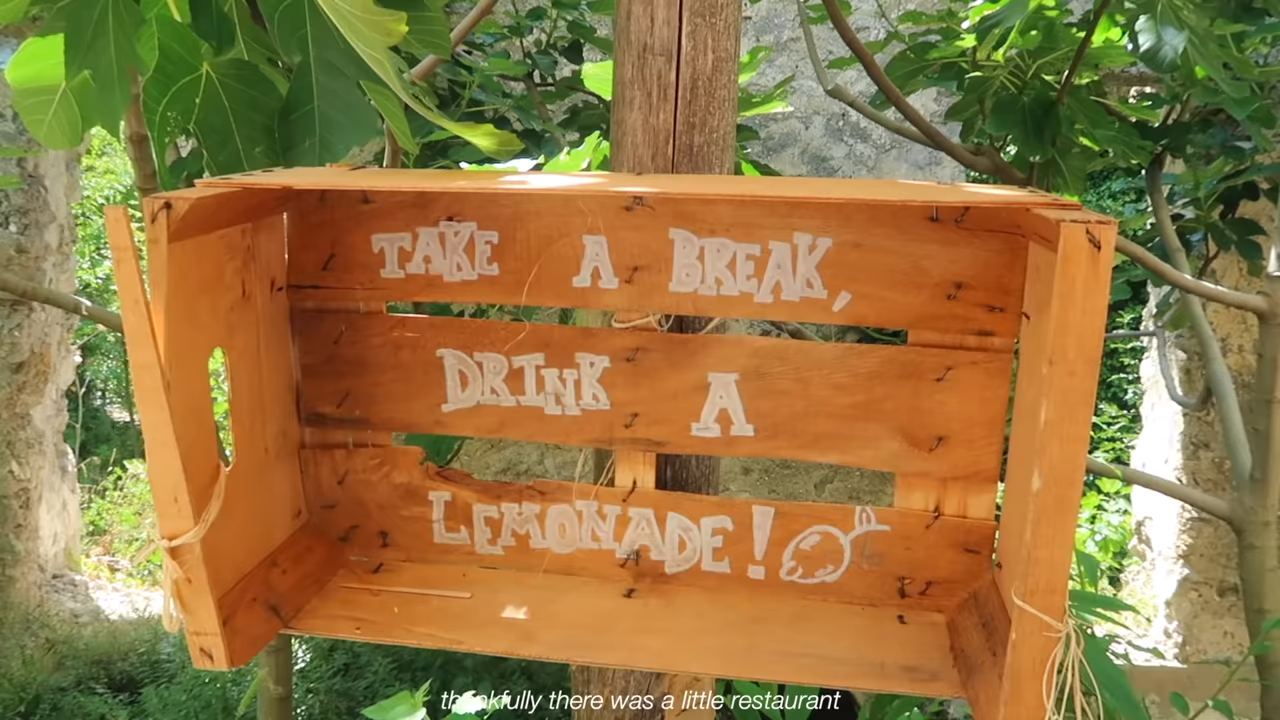 TAKE A BREAK,
DRINK A
LEMONADE!
thankfully there was a little restaurant